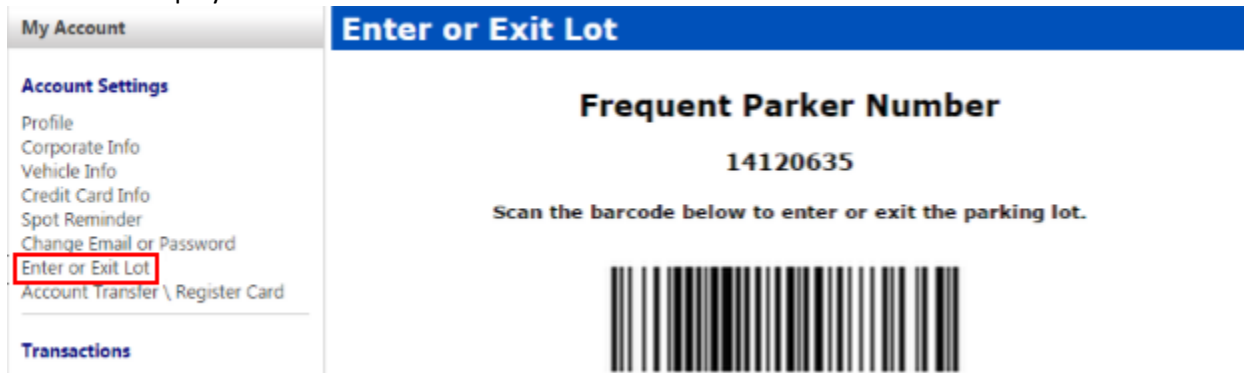 My Account
Account Settings
Profile
Corporate Info
Vehicle Info
Credit Card Info
Spot Reminder
Change Email or Password
Enter or Exit Lot
Account Transfer \ Register Card
Transactions
Enter or Exit Lot
Frequent Parker Number
14120635
Scan the barcode below to enter or exit the parking lot.